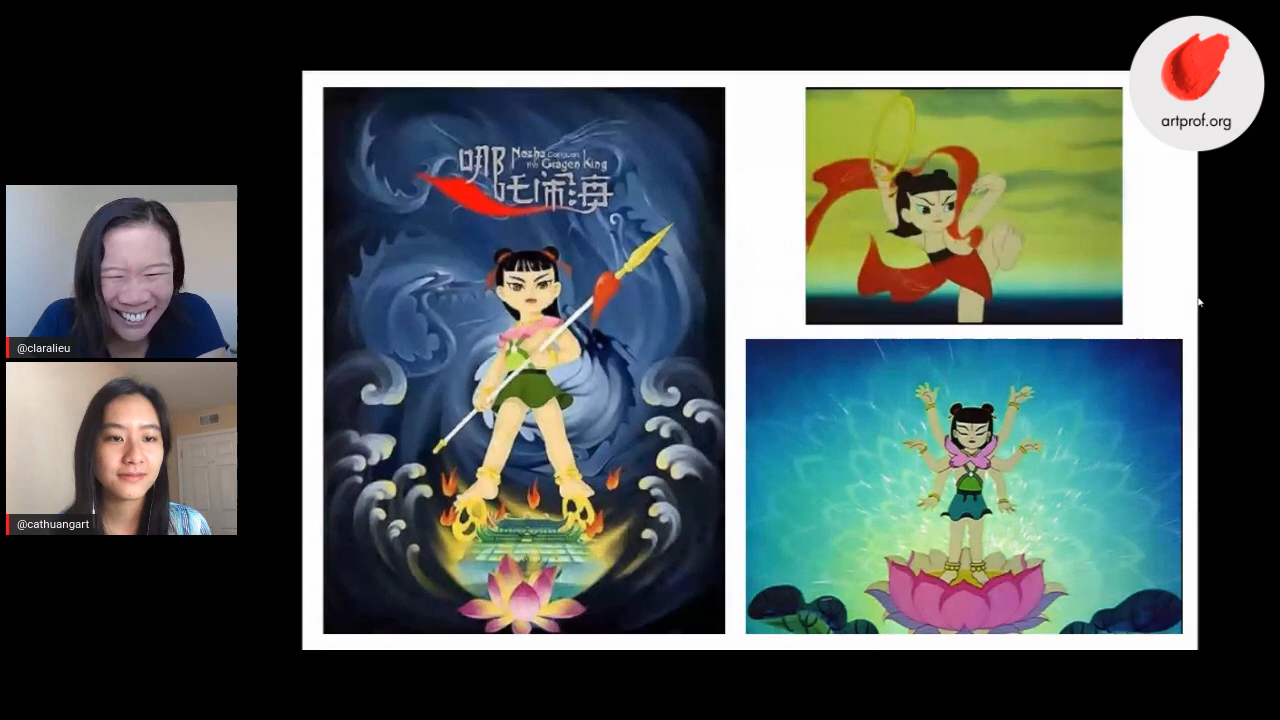 artprof.org
哪吒闹海
Nezha Conquers
the Dragon King
@claralieu
@cathuangart